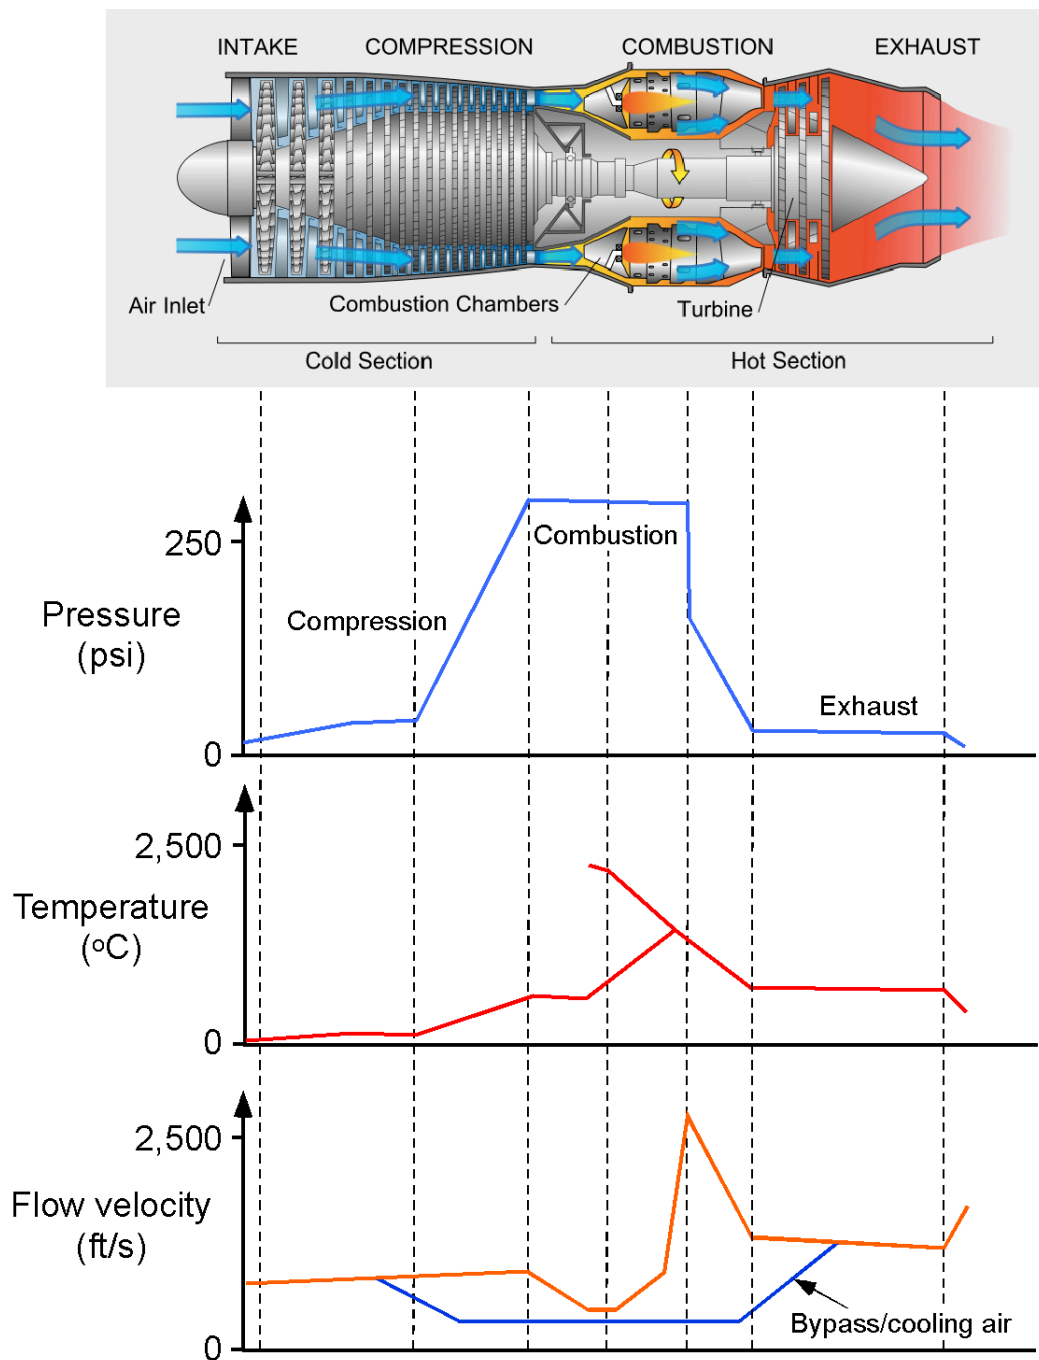 INTAKE COMPRESSION COMBUSTION EXHAUST
Air Inlet
Combustion Chambers
Turbine
Cold Section
Hot Section
250
Combustion
Pressure
(psi)
Compression
Exhaust
0
2,500
Temperature
(ºC)
0
2,500
Flow velocity
(ft/s)
Bypass/cooling air
0